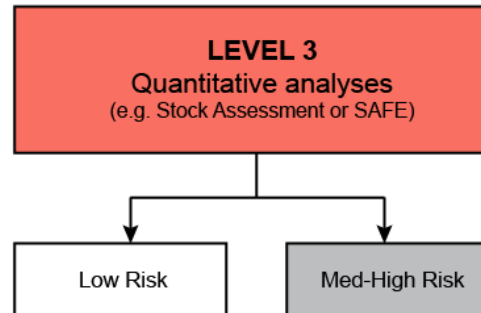 LEVEL 3
Quantitative analyses
(e.g. Stock Assessment or SAFE)
Low Risk
Med-High Risk